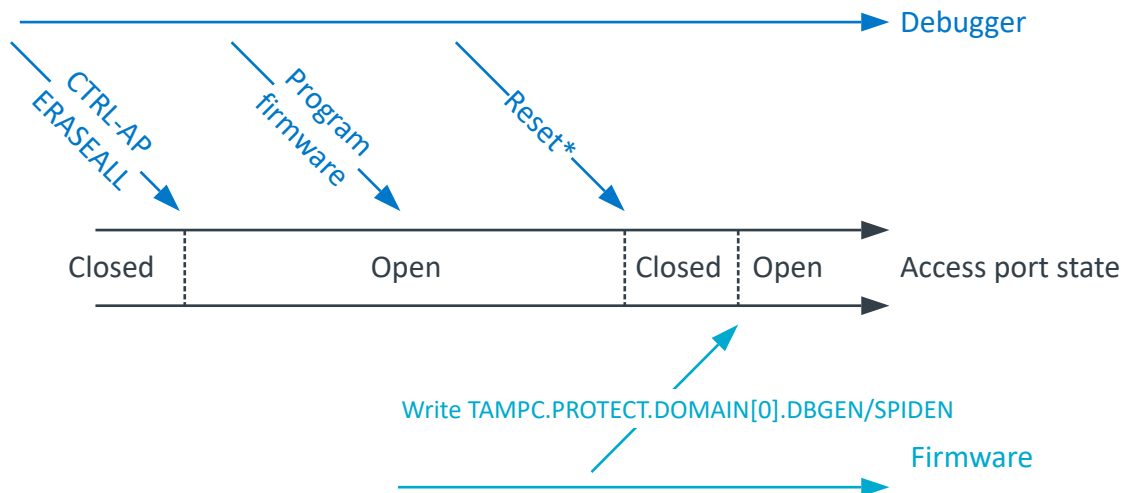 Debugger
CTRL-AP
ERASEALL
Program
firmware
Reset*
Closed
Open
Closed
Open
Access port state
Write TAMPC.PROTECT.DOMAIN[0].DBGEN/SPIDEN
Firmware